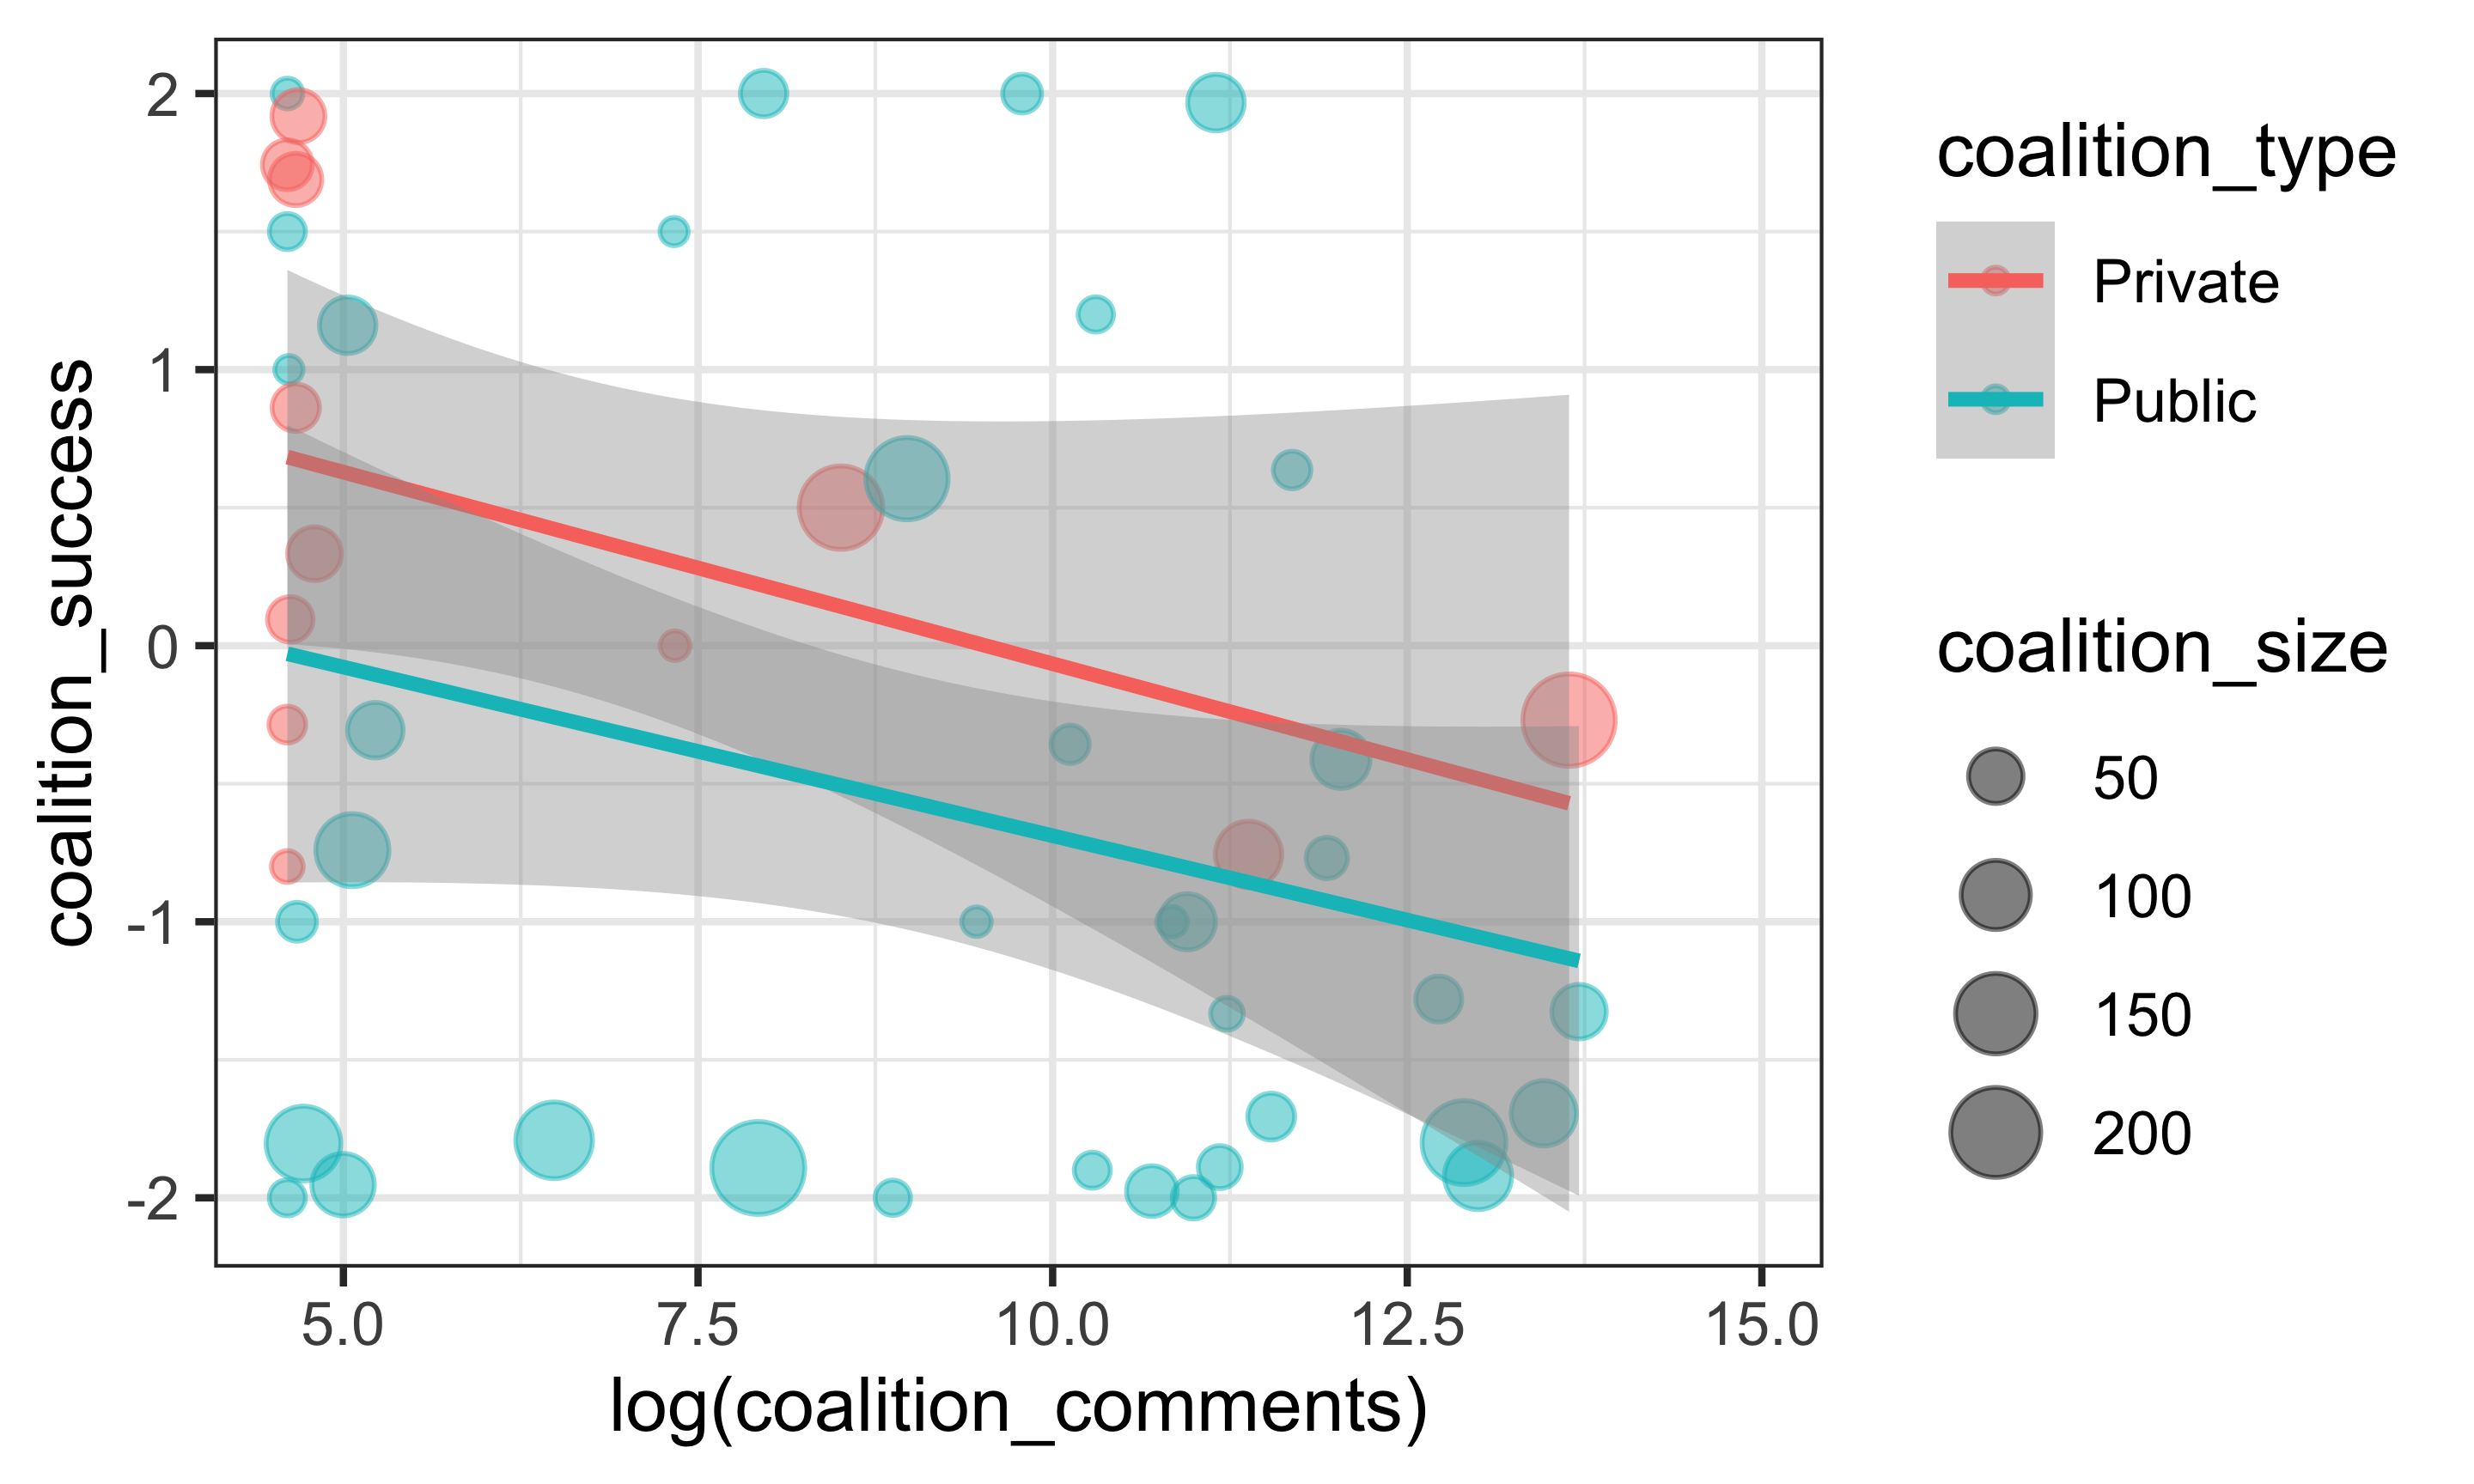 coalition_success
2
1
0
-1
-2
5.0
7.5
10.0
12.5
15.0
log(coalition_comments)
coalition_type
Private
Public
coalition_size
50
100
150
200